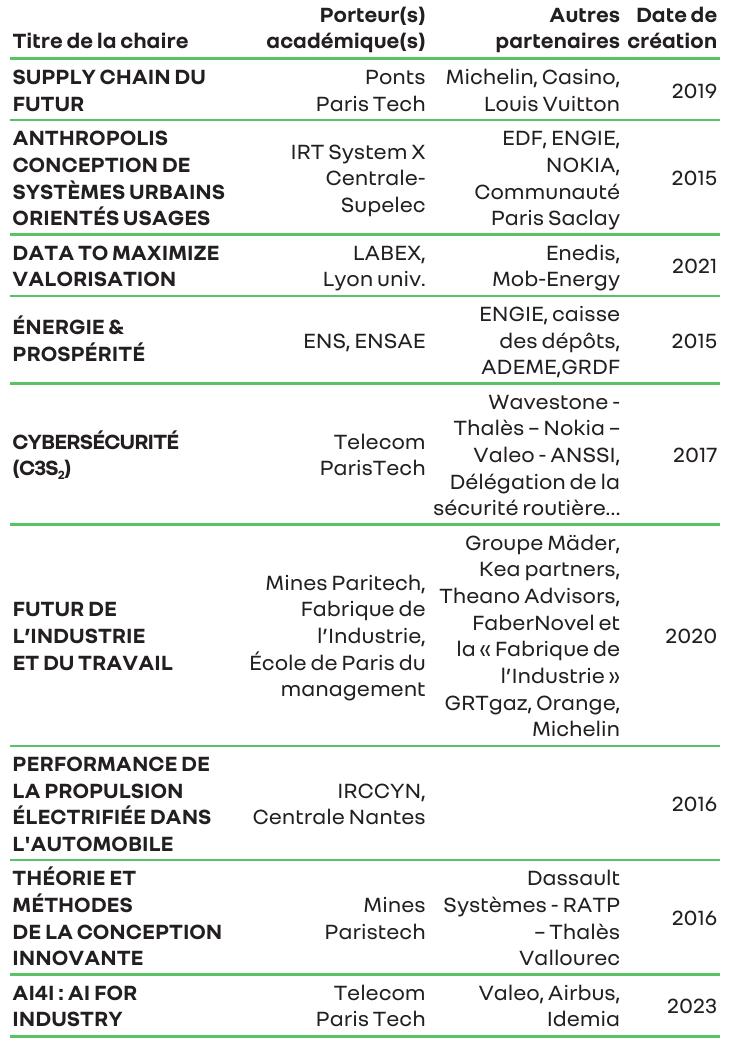 Titre de la chaire
Porteur(s)
académique(s)
Autres
partenaires
Date de
création
SUPPLY CHAIN DU
FUTUR
Ponts
Paris Tech
Michelin, Casino,
Louis Vuitton
2019
ANTHROPOLIS
CONCEPTION DE
SYSTÈMES URBAINS
ORIENTÉS USAGES
IRT System X
Centrale-
Supelec
EDF, ENGIE,
NOKIA,
Communauté
Paris Saclay
2015
DATA TO MAXIMIZE
VALORISATION
LABEX,
Lyon univ.
Enedis,
Mob-Energy
2021
ÉNERGIE &
PROSPÉRITÉ
ENS, ENSAE
ENGIE, caisse
des dépôts,
ADEME,GRDF
2015
CYBERSÉCURITÉ
(C3S₂)
Telecom
ParisTech
Wavestone -
Thalès – Nokia –
Valeo - ANSSI,
Délégation de la
sécurité routière...
2017
FUTUR DE
L’INDUSTRIE
ET DU TRAVAIL
Mines Paritech,
Fabrique de
l’Industrie,
École de Paris du
management
Groupe Mäder,
Kea partners,
Theano Advisors,
FaberNovel et
la « Fabrique de
l’Industrie »
GRTgaz, Orange,
Michelin
2020
PERFORMANCE DE
LA PROPULSION
ÉLECTRIFIÉE DANS
L'AUTOMOBILE
IRCCYN,
Centrale Nantes
2016
THÉORIE ET
MÉTHODES
DE LA CONCEPTION
INNOVANTE
Mines
Paristech
Dassault
Systèmes - RATP
– Thalès
Vallourec
2016
AI4I : AI FOR
INDUSTRY
Telecom
Paris Tech
Valeo, Airbus,
Idemia
2023